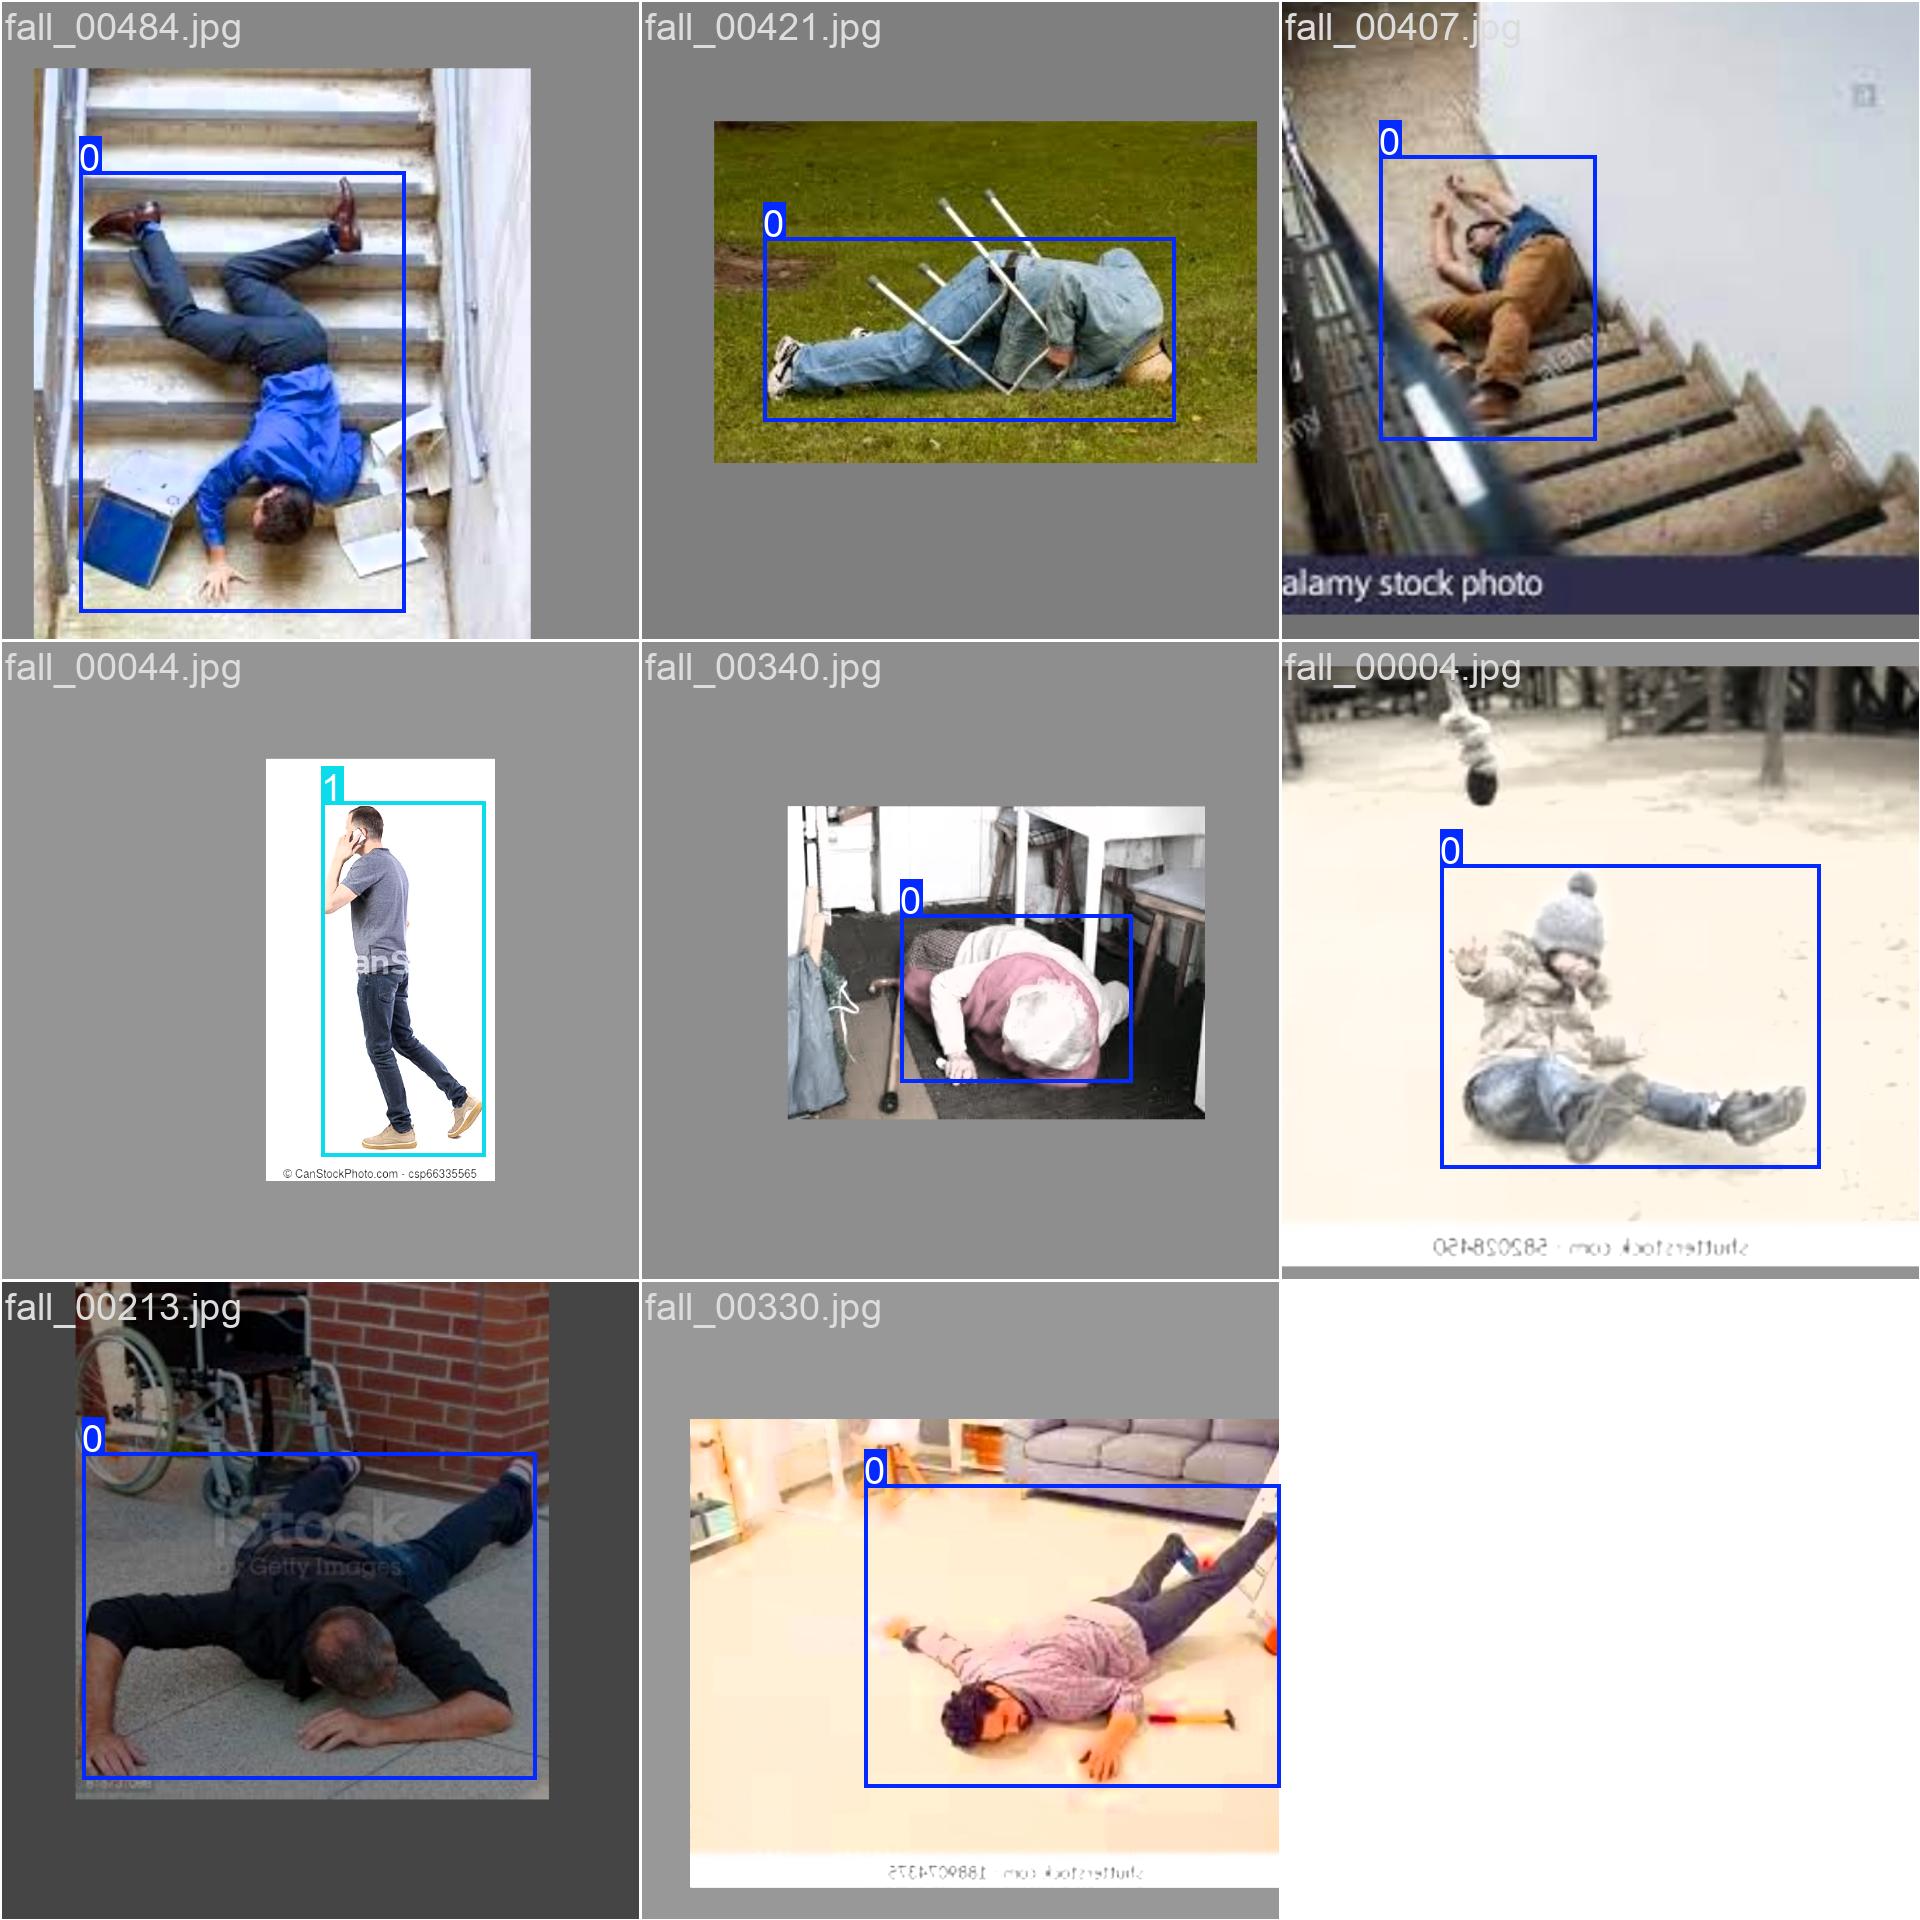 fall_00484.jpg
fall_00421.jpg
fall_00407.jpg
0
0
0
alamy
alamy stock photo
fall_00044.jpg
fall_00340.jpg
fall_00004.jpg
1
0
0
anS
© CanStockPhoto.com - csp66335565
shutterstock.com · 582028450
fall_00213.jpg
fall_00330.jpg
0
0
iStock
by Getty Images
shutterstock.com · 1889074375